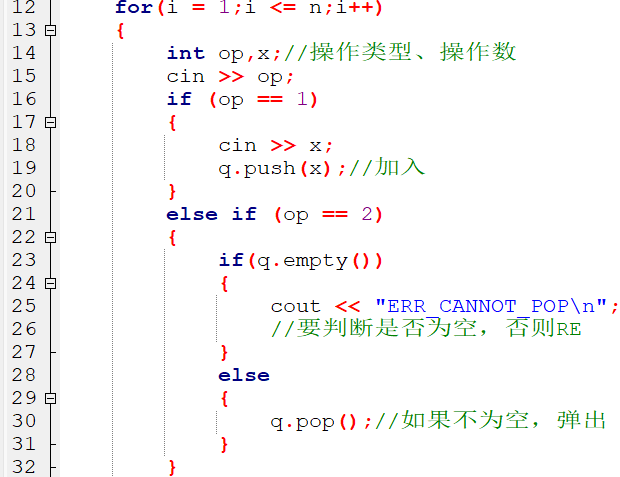 12 for(i = 1;i <= n;i++)
13 {
14 int op,x;//操作类型、操作数
15 cin >> op;
16 if (op == 1)
17 {
18 cin >> x;
19 q.push(x);//加入
20 }
21 else if (op == 2)
22 {
23 if(q.empty())
24 {
25 cout << "ERR_CANNOT_POP\n";
26 //要判断是否为空，否则RE
27 }
28 else
29 {
30 q.pop();//如果不为空，弹出
31 }
32 }